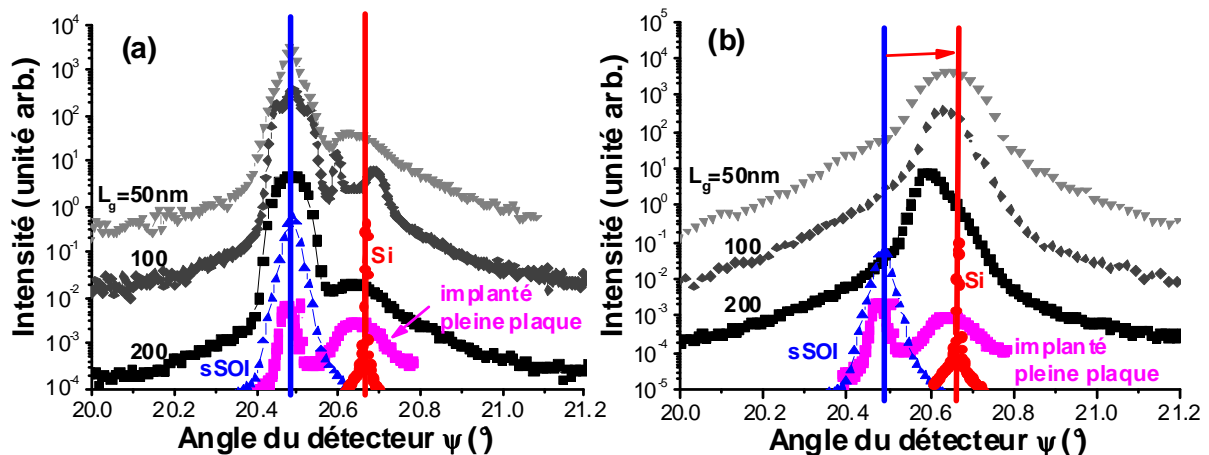 (a)
Intensité (unité arb.)
10⁴
10³
10²
10¹
10⁰
10⁻¹
10⁻²
10⁻³
10⁻⁴
Lg=50nm
100
200
sSOI
Si
implanté
pleine plaque
20.0 20.2 20.4 20.6 20.8 21.0 21.2
Angle du détecteur ψ (°)
(b)
Intensité (unité arb.)
10⁵
10⁴
10³
10²
10¹
10⁰
10⁻¹
10⁻²
10⁻³
10⁻⁴
10⁻⁵
Lg=50nm
100
200
sSOI
Si
implanté
pleine plaque
20.0 20.2 20.4 20.6 20.8 21.0 21.2
Angle du détecteur ψ (°)